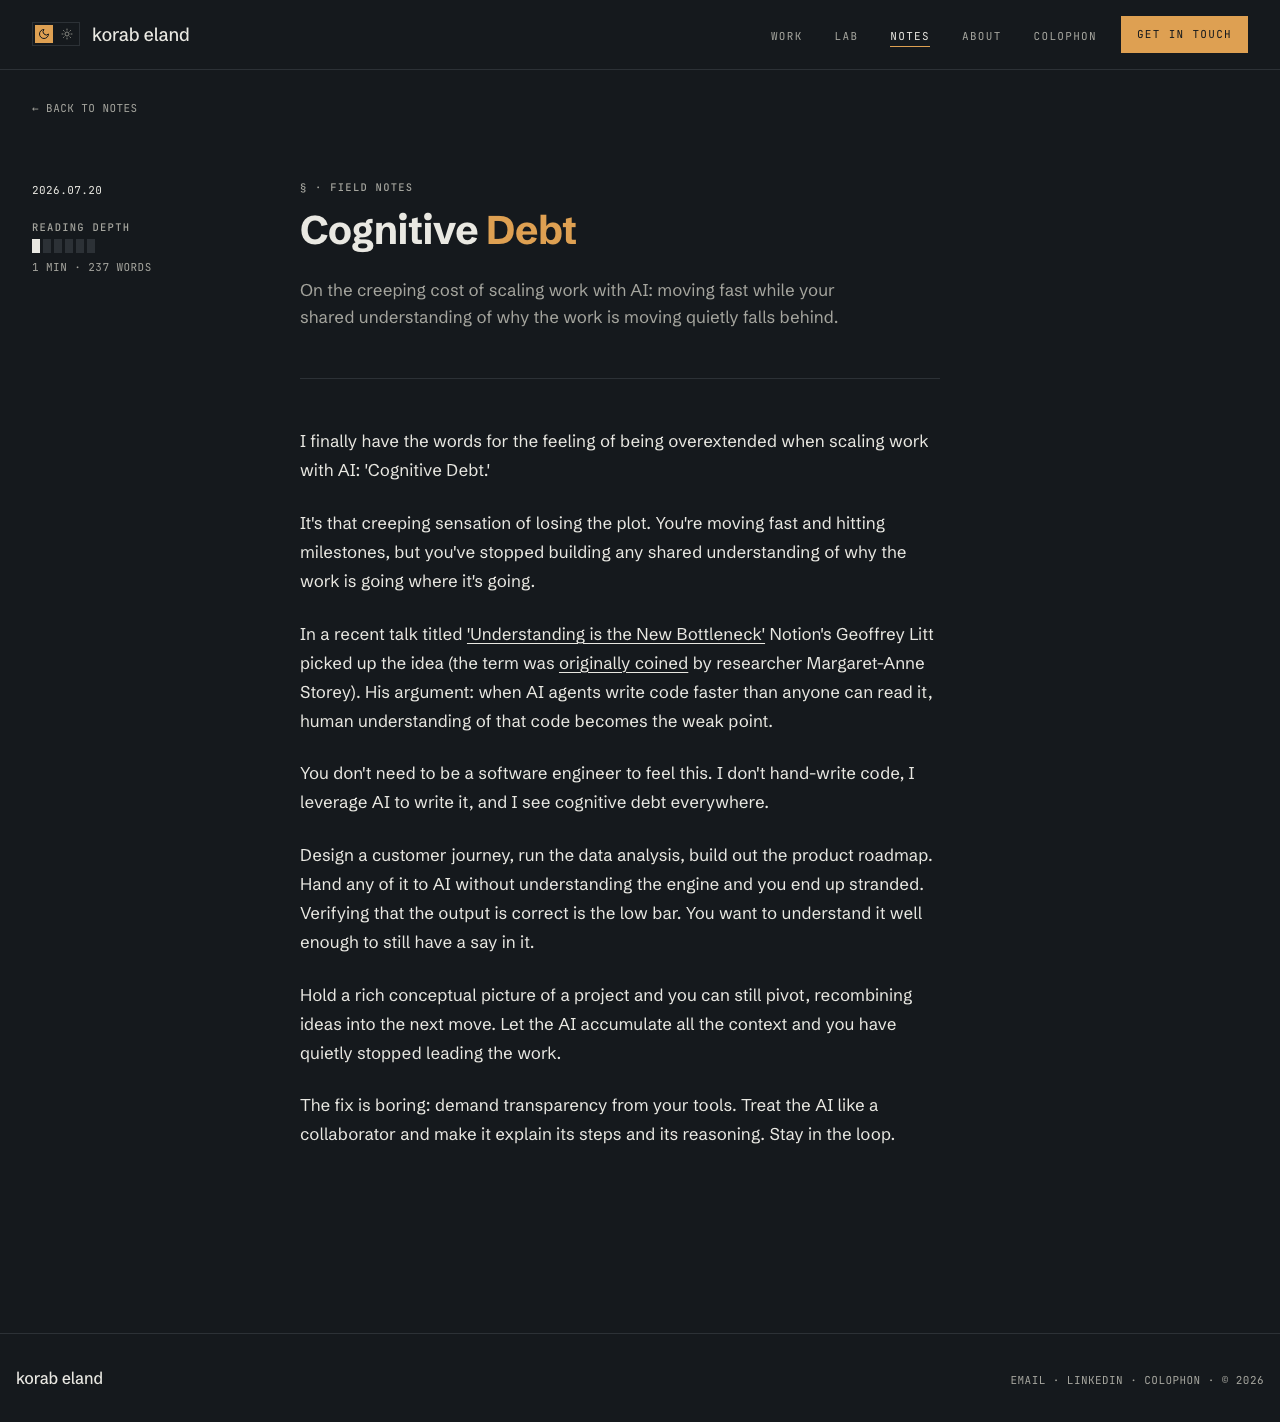 korab eland
WORK
LAB
NOTES
ABOUT
COLOPHON
GET IN TOUCH
← BACK TO NOTES
2026.07.20
READING DEPTH
1 MIN · 237 WORDS
§ · FIELD NOTES
Cognitive Debt
On the creeping cost of scaling work with AI: moving fast while your
shared understanding of why the work is moving quietly falls behind.
I finally have the words for the feeling of being overextended when scaling work
with AI: 'Cognitive Debt.'
It's that creeping sensation of losing the plot. You're moving fast and hitting
milestones, but you've stopped building any shared understanding of why the
work is going where it's going.
In a recent talk titled 'Understanding is the New Bottleneck' Notion's Geoffrey Litt
picked up the idea (the term was originally coined by researcher Margaret-Anne
Storey). His argument: when AI agents write code faster than anyone can read it,
human understanding of that code becomes the weak point.
You don't need to be a software engineer to feel this. I don't hand-write code, I
leverage AI to write it, and I see cognitive debt everywhere.
Design a customer journey, run the data analysis, build out the product roadmap.
Hand any of it to AI without understanding the engine and you end up stranded.
Verifying that the output is correct is the low bar. You want to understand it well
enough to still have a say in it.
Hold a rich conceptual picture of a project and you can still pivot, recombining
ideas into the next move. Let the AI accumulate all the context and you have
quietly stopped leading the work.
The fix is boring: demand transparency from your tools. Treat the AI like a
collaborator and make it explain its steps and its reasoning. Stay in the loop.
korab eland
EMAIL · LINKEDIN · COLOPHON · © 2026